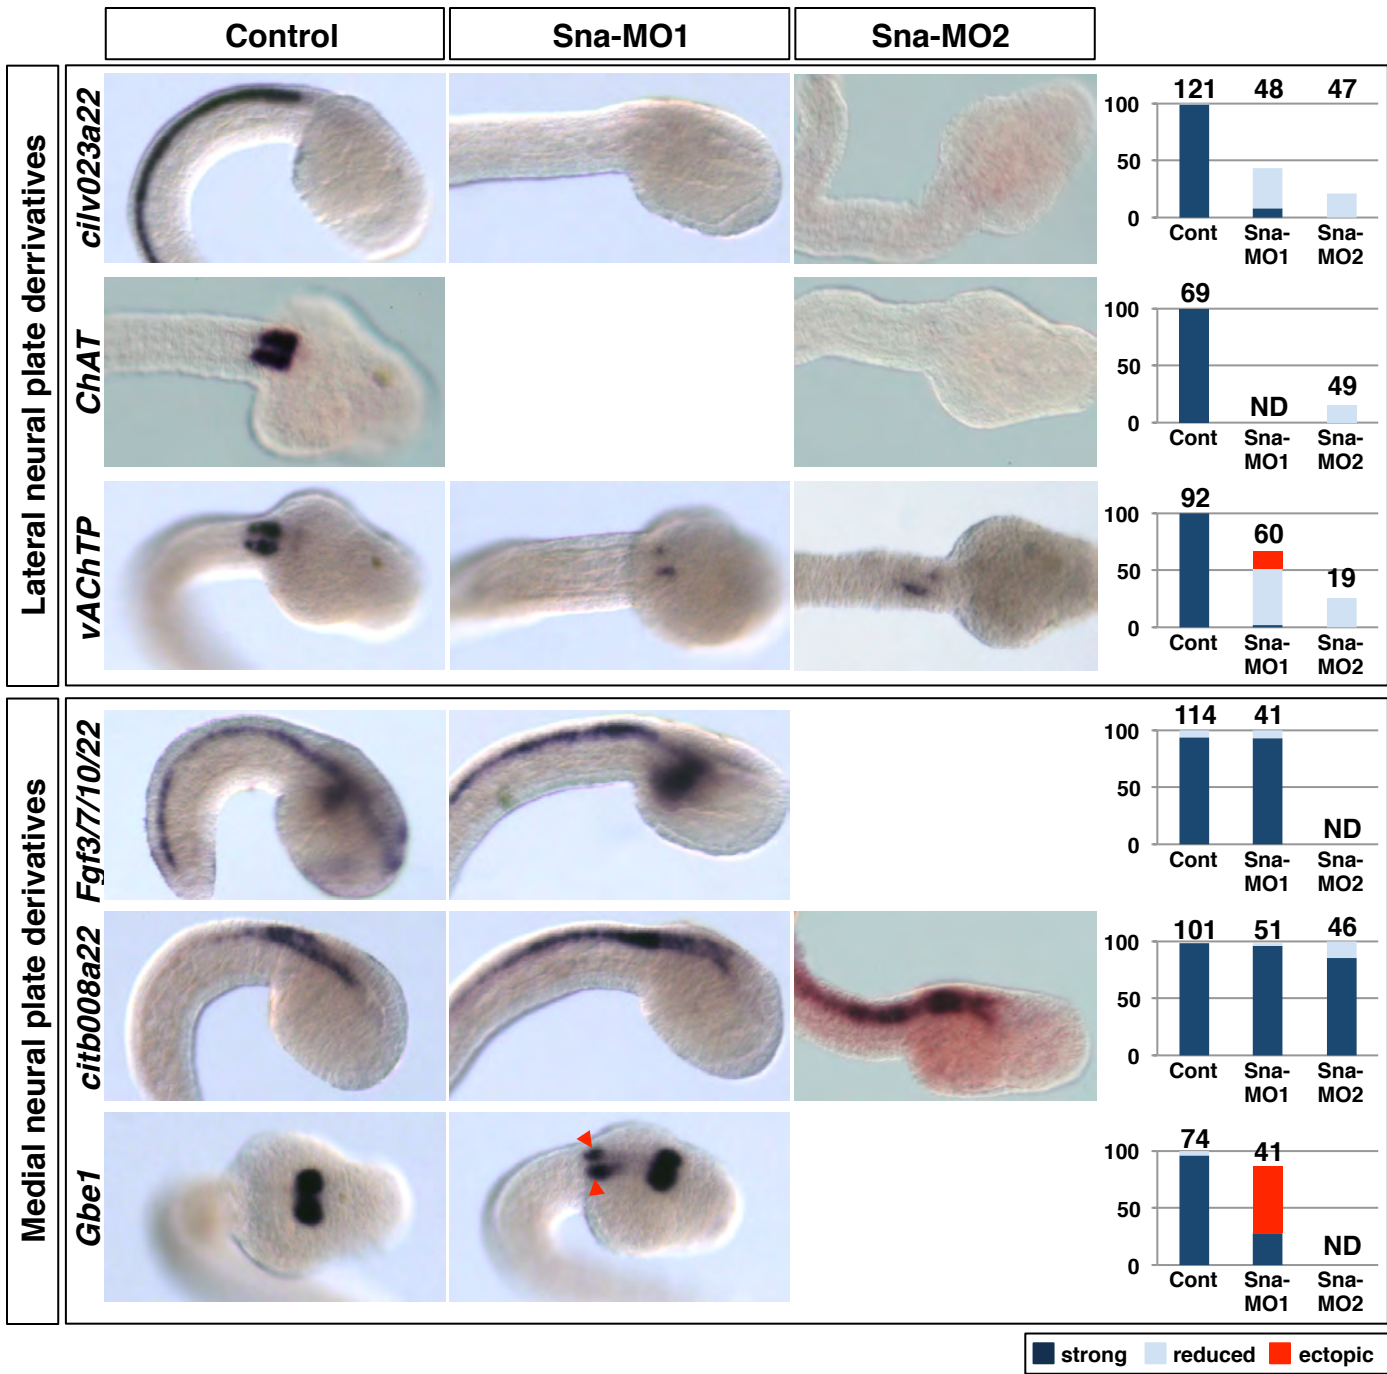 Control
Sna-MO1
Sna-MO2
Lateral neural plate derrivatives
cilv023a22
121
48
47
100
50
0
Cont
Sna-
MO1
Sna-
MO2
ChAT
69
100
50
49
ND
0
Cont
Sna-
MO1
Sna-
MO2
vAChTP
92
100
60
50
19
0
Cont
Sna-
MO1
Sna-
MO2
Medial neural plate derivatives
Fgf3/7/10/22
114
41
100
50
ND
0
Cont
Sna-
MO1
Sna-
MO2
citb008a22
101
51
46
100
50
0
Cont
Sna-
MO1
Sna-
MO2
Gbe1
74
41
100
50
ND
0
Cont
Sna-
MO1
Sna-
MO2
strong
reduced
ectopic